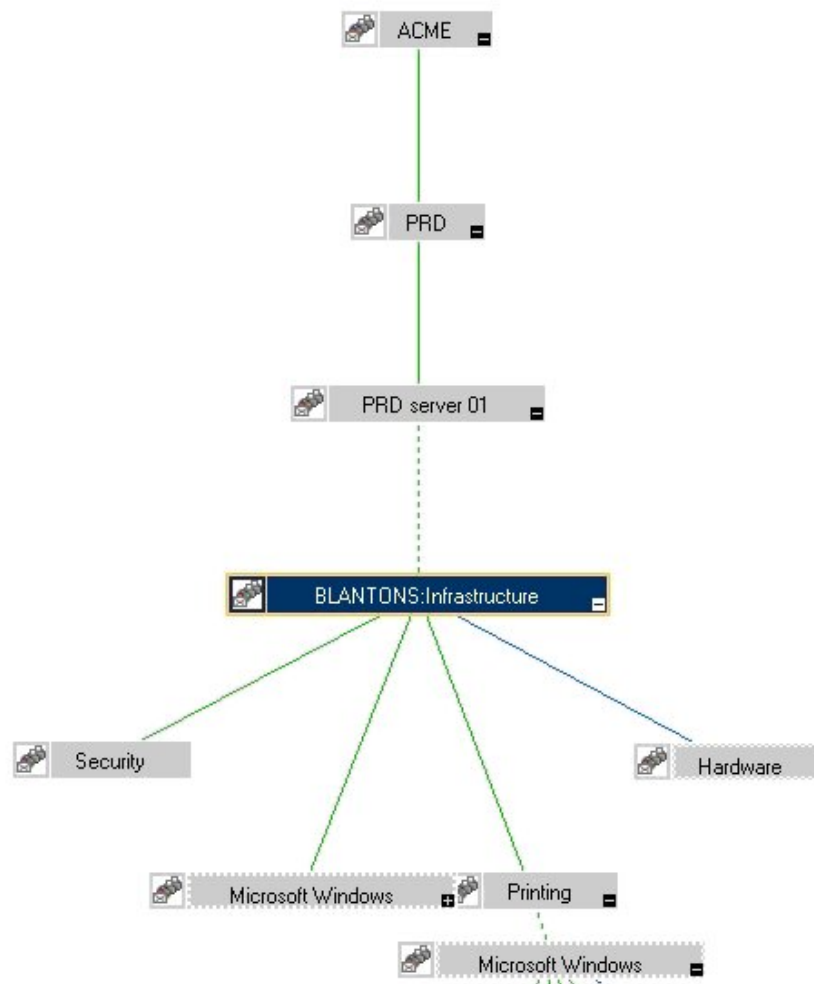 ACME
PRD
PRD server 01
BLANTONS:Infrastructure
Security
Hardware
Microsoft Windows
Printing
Microsoft Windows